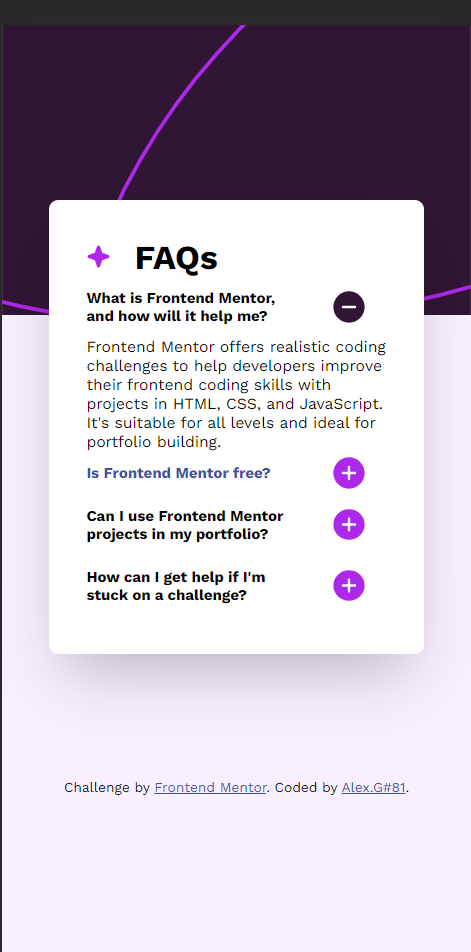 FAQs
What is Frontend Mentor,
and how will it help me?
Frontend Mentor offers realistic coding
challenges to help developers improve
their frontend coding skills with
projects in HTML, CSS, and JavaScript.
It's suitable for all levels and ideal for
portfolio building.
Is Frontend Mentor free?
Can I use Frontend Mentor
projects in my portfolio?
How can I get help if I'm
stuck on a challenge?
Challenge by Frontend Mentor. Coded by Alex.G#81.